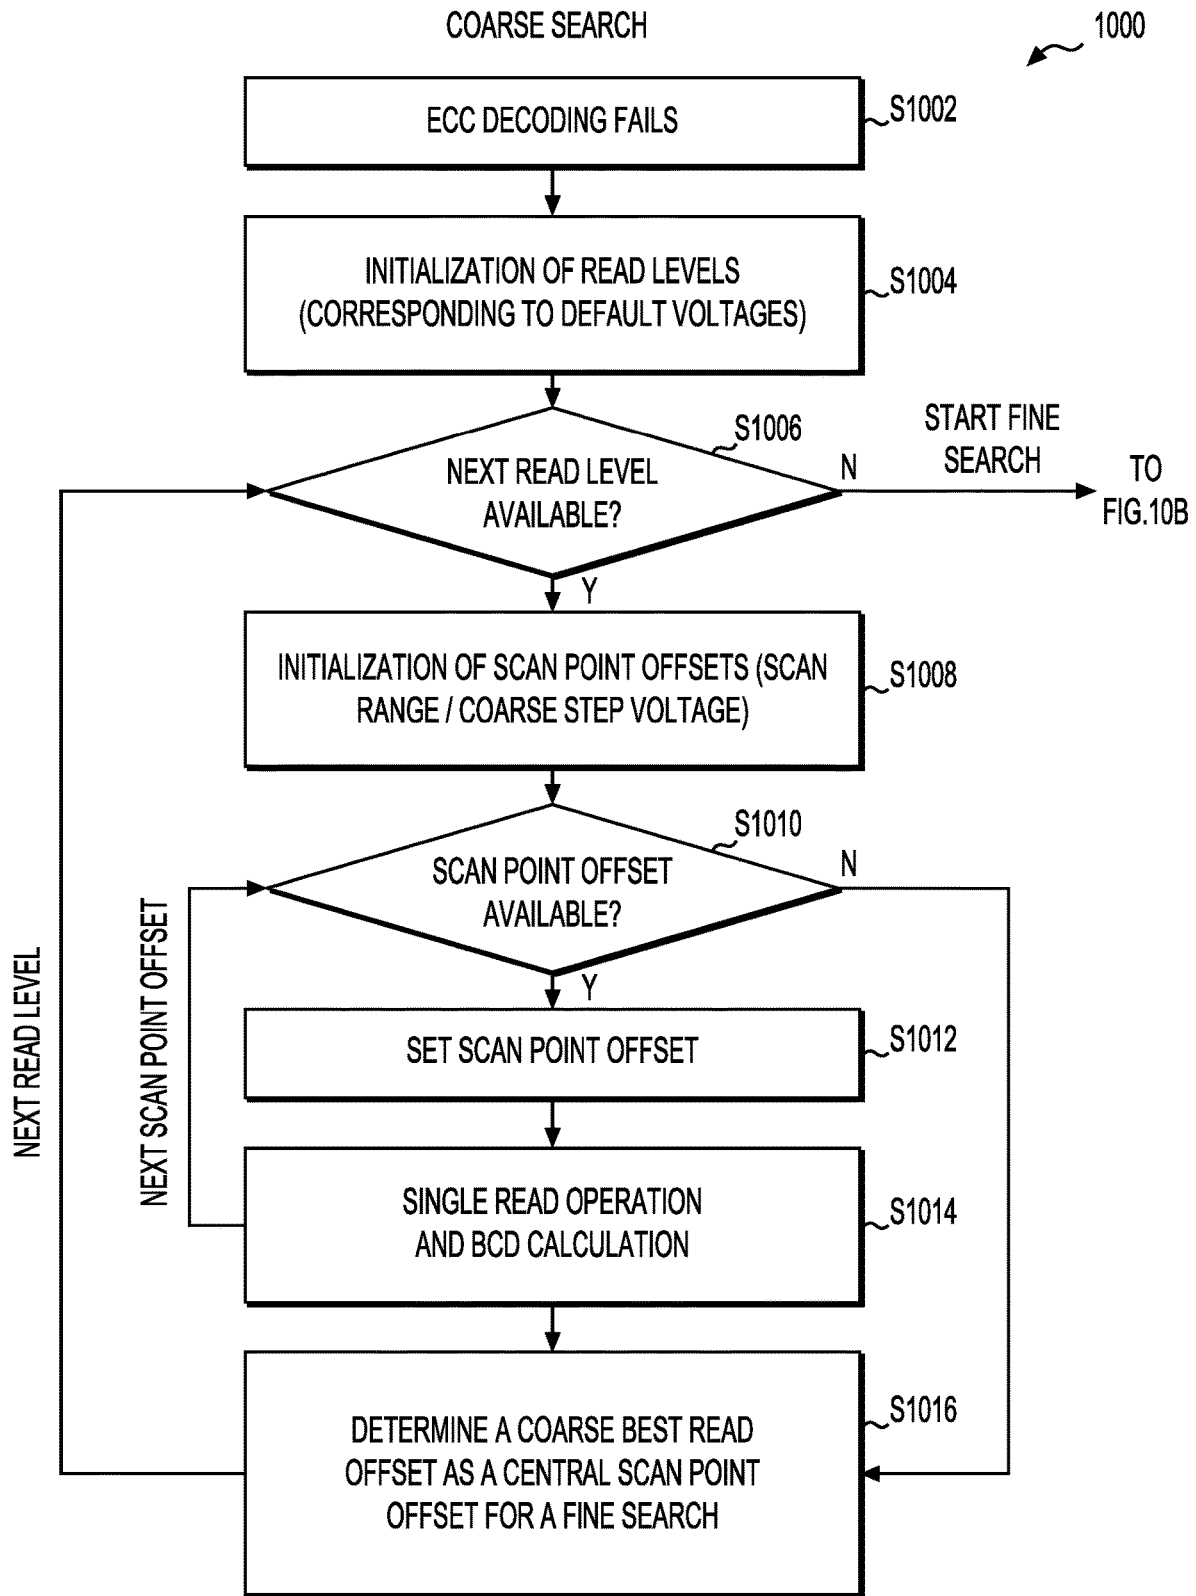 COARSE SEARCH
1000
ECC DECODING FAILS
S1002
INITIALIZATION OF READ LEVELS
(CORRESPONDING TO DEFAULT VOLTAGES)
S1004
NEXT READ LEVEL
AVAILABLE?
S1006
N
START FINE
SEARCH
TO
FIG.10B
Y
INITIALIZATION OF SCAN POINT OFFSETS (SCAN
RANGE / COARSE STEP VOLTAGE)
S1008
SCAN POINT OFFSET
AVAILABLE?
S1010
N
Y
SET SCAN POINT OFFSET
S1012
SINGLE READ OPERATION
AND BCD CALCULATION
S1014
NEXT SCAN POINT OFFSET
NEXT READ LEVEL
DETERMINE A COARSE BEST READ
OFFSET AS A CENTRAL SCAN POINT
OFFSET FOR A FINE SEARCH
S1016